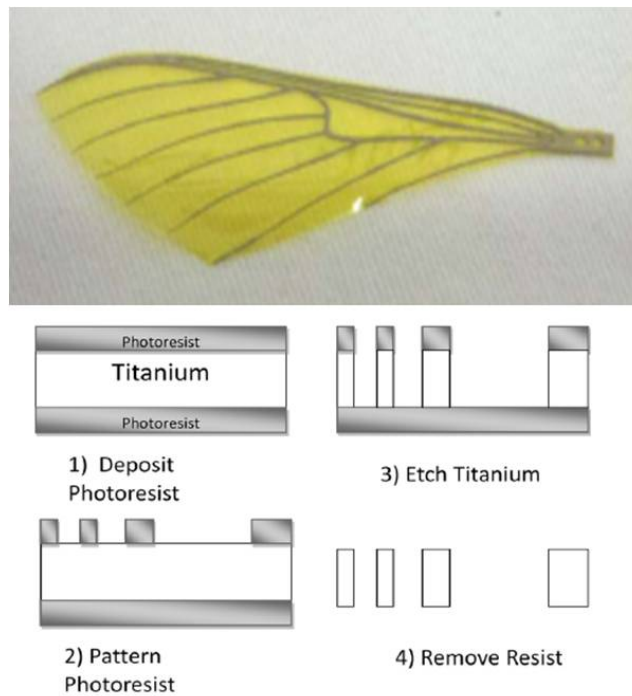 Photoresist
Titanium
Photoresist
1) Deposit
Photoresist
2) Pattern
Photoresist
3) Etch Titanium
4) Remove Resist